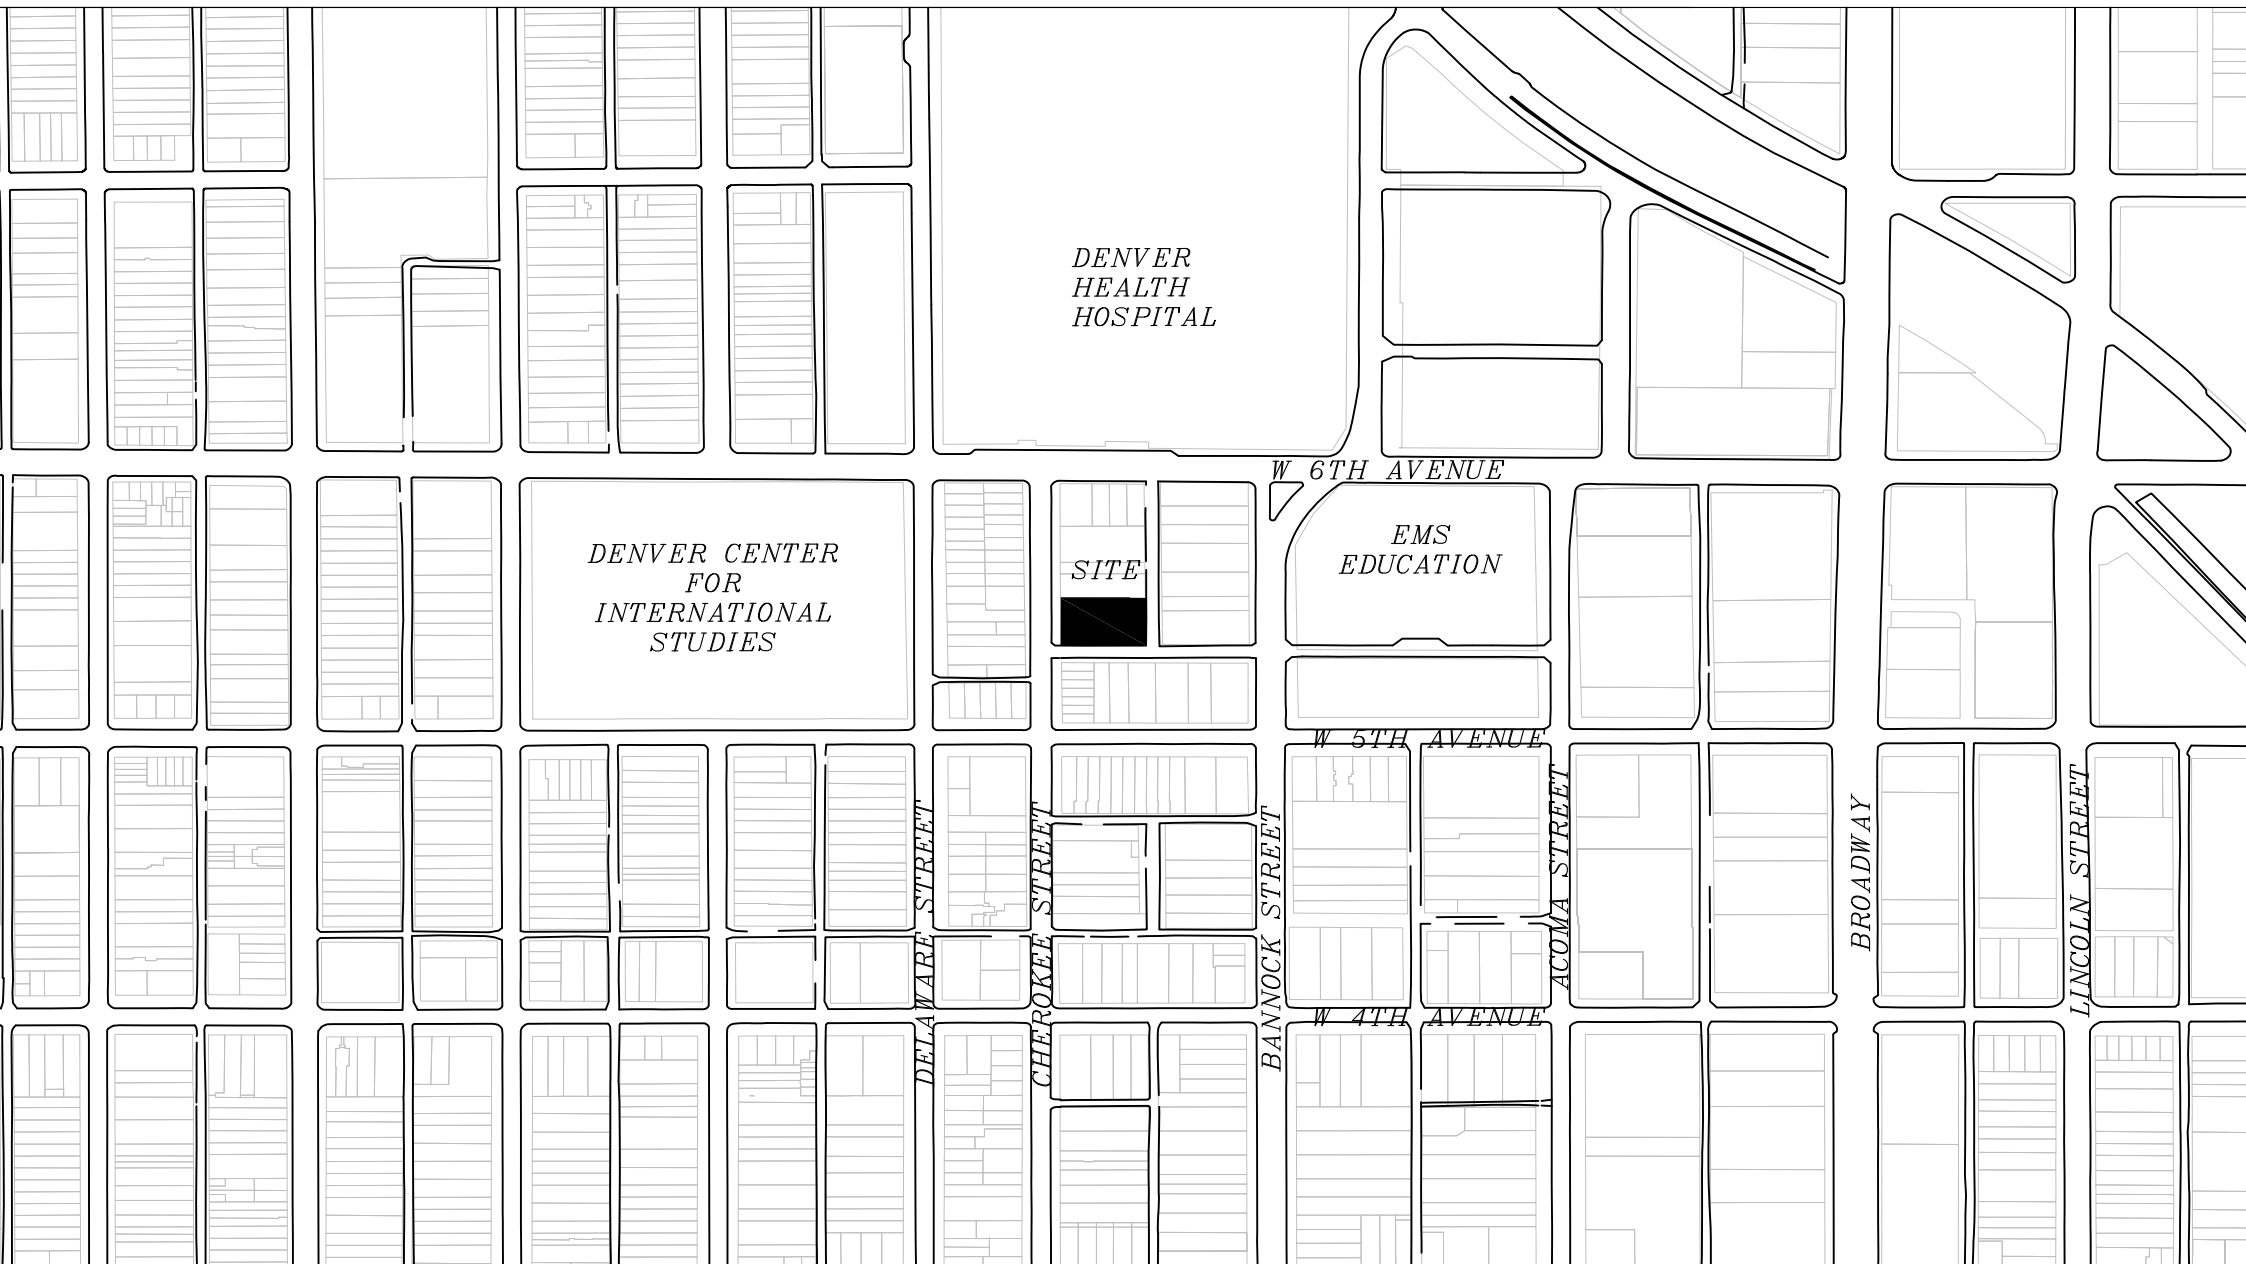 DENVER
HEALTH
HOSPITAL
W 6TH AVENUE
DENVER CENTER
FOR
INTERNATIONAL
STUDIES
SITE
EMS
EDUCATION
W 5TH AVENUE
DELAWARE STREET
CHEROKEE STREET
BANNOCK STREET
ACOMA STREET
BROADWAY
LINCOLN STREET
W 4TH AVENUE